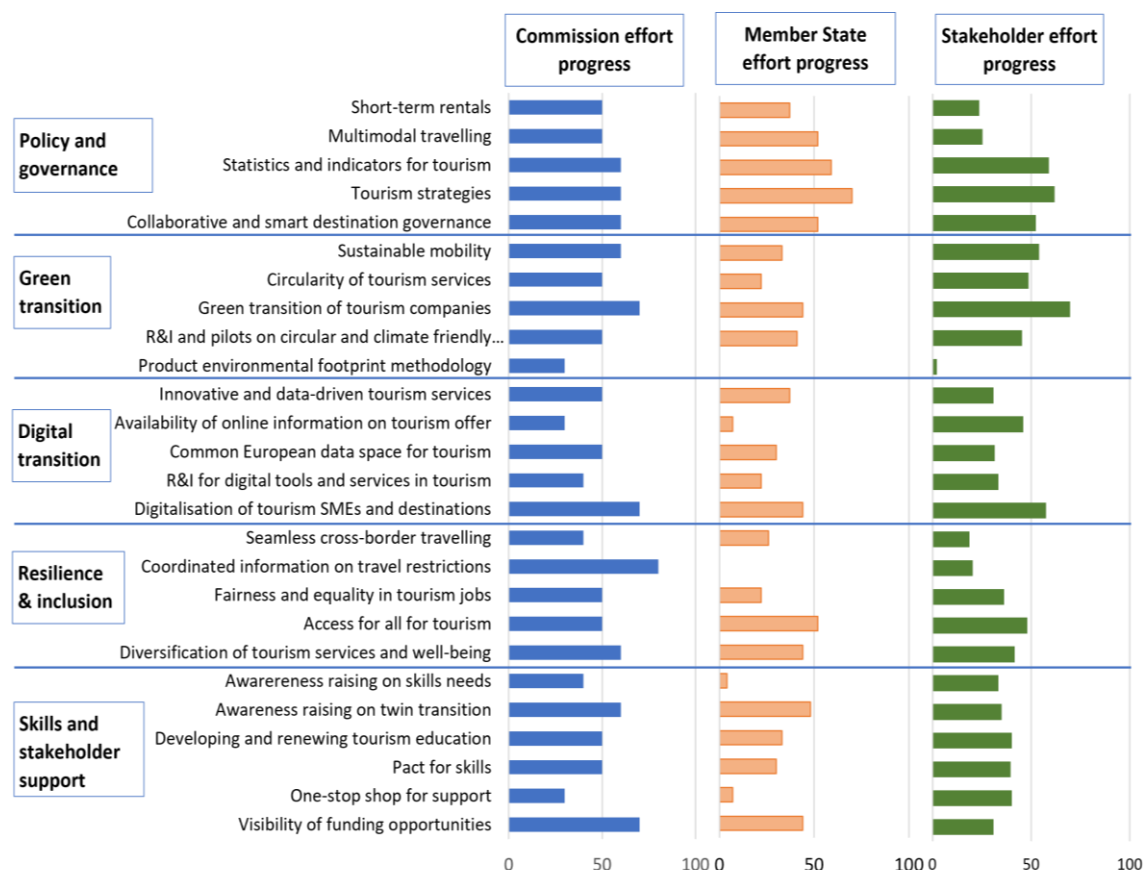 Commission effort
progress
Member State
effort progress
Stakeholder effort
progress
Policy and
governance
Short-term rentals
Multimodal travelling
Statistics and indicators for tourism
Tourism strategies
Collaborative and smart destination governance
Green
transition
Sustainable mobility
Circularity of tourism services
Green transition of tourism companies
R&I and pilots on circular and climate friendly...
Product environmental footprint methodology
Digital
transition
Innovative and data-driven tourism services
Availability of online information on tourism offer
Common European data space for tourism
R&I for digital tools and services in tourism
Digitalisation of tourism SMEs and destinations
Resilience
& inclusion
Seamless cross-border travelling
Coordinated information on travel restrictions
Fairness and equality in tourism jobs
Access for all for tourism
Diversification of tourism services and well-being
Skills and
stakeholder
support
Awarereness raising on skills needs
Awareness raising on twin transition
Developing and renewing tourism education
Pact for skills
One-stop shop for support
Visibility of funding opportunities
0 50 100 0 50 100 0 50 100